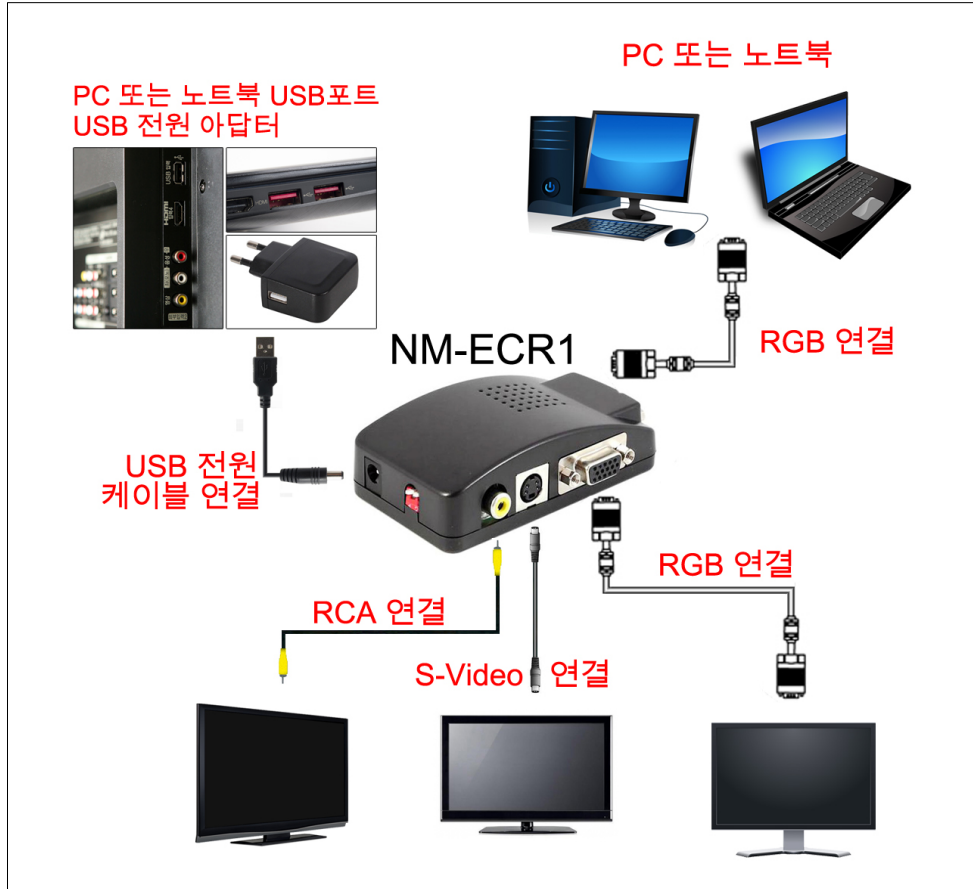 PC 또는 노트북
PC 또는 노트북 USB포트
USB 전원 아답터
NM-ECR1
RGB 연결
USB 전원
케이블 연결
RGB 연결
RCA 연결
S-Video 연결